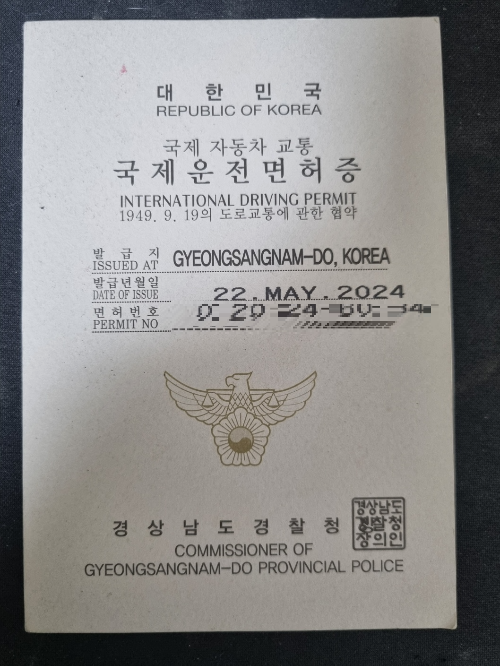 대한민국
REPUBLIC OF KOREA
국제 자동차 교통
국제운전면허증
INTERNATIONAL DRIVING PERMIT
1949. 9. 19의 도로교통에 관한 협약
발급지 GYEONGSANGNAM-DO, KOREA
ISSUED AT
발급년월일 22. MAY. 2024
DATE OF ISSUE
면허번호
PERMIT NO
경상남도경찰청
경상남도
경찰청
장의인
COMMISSIONER OF
GYEONGSANGNAM-DO PROVINCIAL POLICE